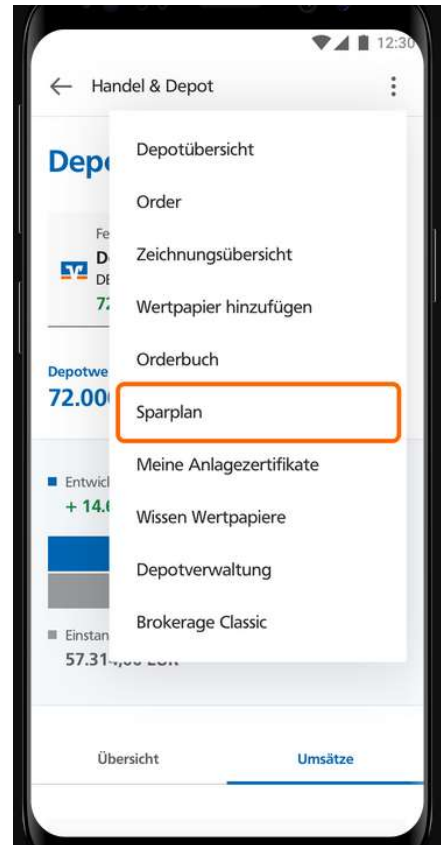 12:30
Handel & Depot
Depotübersicht
Order
Zeichnungsübersicht
Wertpapier hinzufügen
Orderbuch
Sparplan
Meine Anlagezertifikate
Wissen Wertpapiere
Depotverwaltung
Brokerage Classic
Übersicht
Umsätze